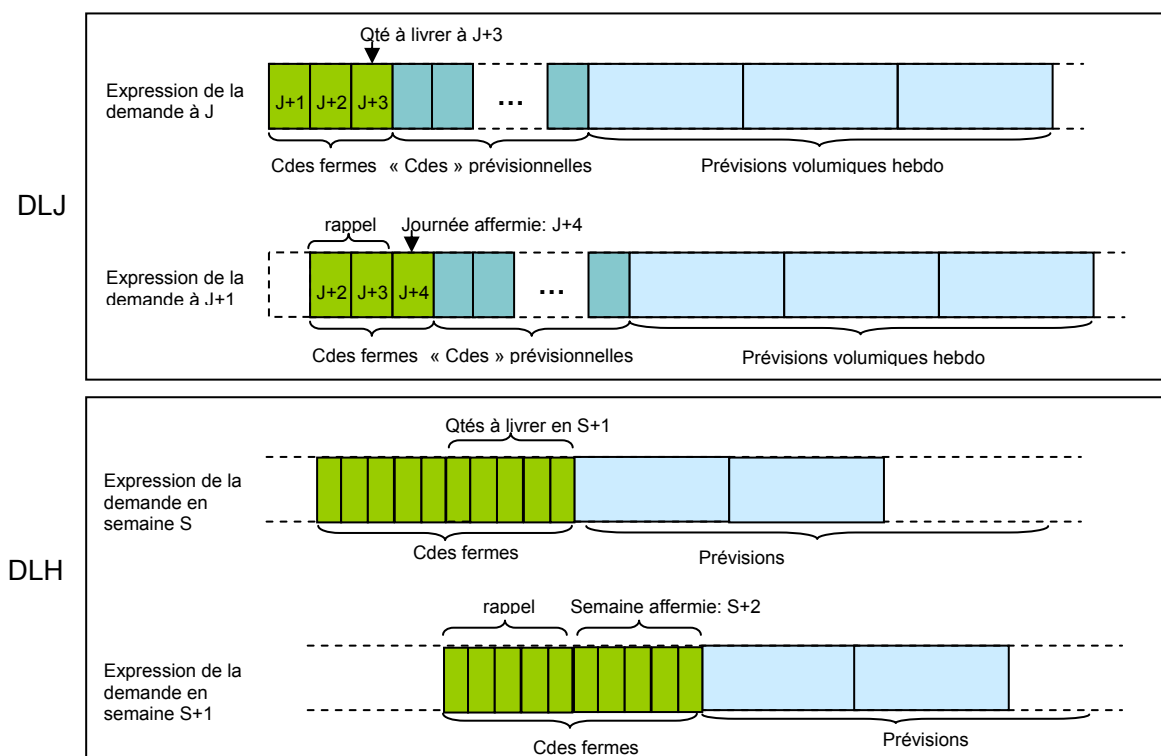 Qté à livrer à J+3
Expression de la
demande à J
J+1 J+2 J+3 ...
Cdes fermes « Cdes » prévisionnelles Prévisions volumiques hebdo
DLJ
rappel Journée affermie: J+4
Expression de la
demande à J+1
J+2 J+3 J+4 ...
Cdes fermes « Cdes » prévisionnelles Prévisions volumiques hebdo
Qtés à livrer en S+1
Expression de la
demande en
semaine S
Cdes fermes Prévisions
DLH
rappel Semaine affermie: S+2
Expression de la
demande en
semaine S+1
Cdes fermes Prévisions